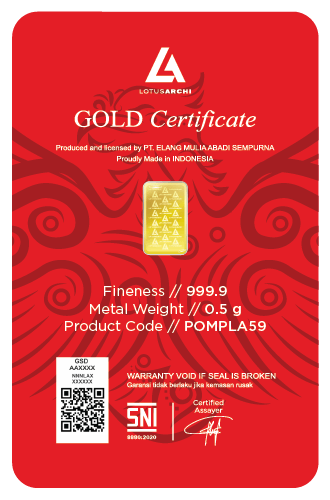 LOTUSARCHI
GOLD Certificate
Produced and licensed by PT. ELANG MULIA ABADI SEMPURNA
Proudly Made in INDONESIA
Fineness // 999.9
Metal Weight // 0.5 g
Product Code // POMPLA59
GSD
AAXXXX
NNNLAX
XXXXXX
WARRANTY VOID IF SEAL IS BROKEN
Garansi tidak berlaku jika kemasan rusak
SNI
8880:2020
Certified
Assayer